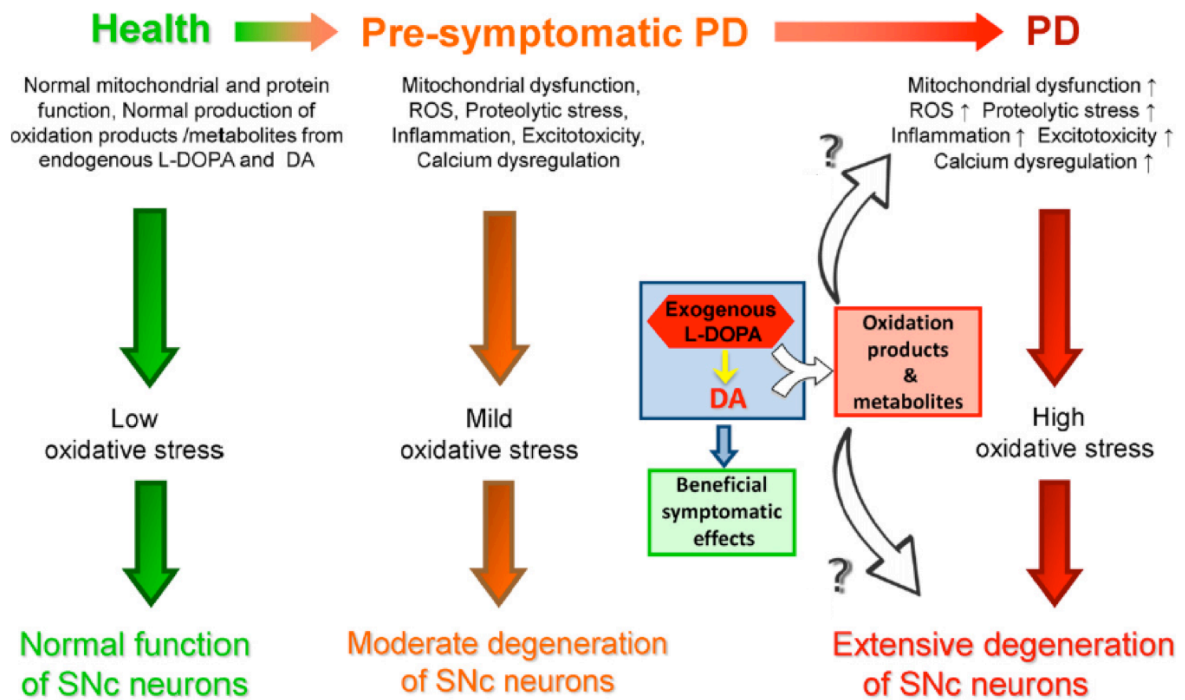 Health
Pre-symptomatic PD
PD
Normal mitochondrial and protein
function, Normal production of
oxidation products /metabolites from
endogenous L-DOPA and DA
Mitochondrial dysfunction,
ROS, Proteolytic stress,
Inflammation, Excitotoxicity,
Calcium dysregulation
Mitochondrial dysfunction ↑
ROS ↑ Proteolytic stress ↑
Inflammation ↑ Excitotoxicity ↑
Calcium dysregulation ↑
?
Exogenous
L-DOPA
DA
Oxidation
products
&
metabolites
Beneficial
symptomatic
effects
?
Low
oxidative stress
Mild
oxidative stress
High
oxidative stress
Normal function
of SNc neurons
Moderate degeneration
of SNc neurons
Extensive degeneration
of SNc neurons